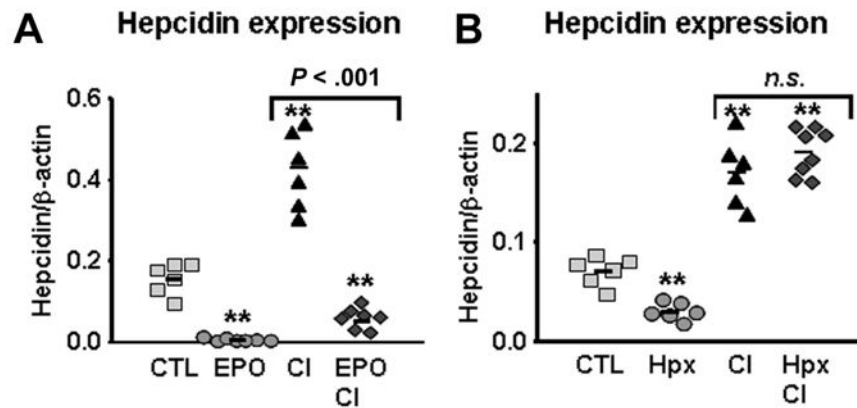 A Hepcidin expression
P < .001
**
**
**
Hepcidin/β-actin
0.6
0.4
0.2
0.0
CTL EPO CI EPO
CI
B Hepcidin expression
n.s.
** **
**
Hepcidin/β-actin
0.2
0.1
0.0
CTL Hpx CI Hpx
CI